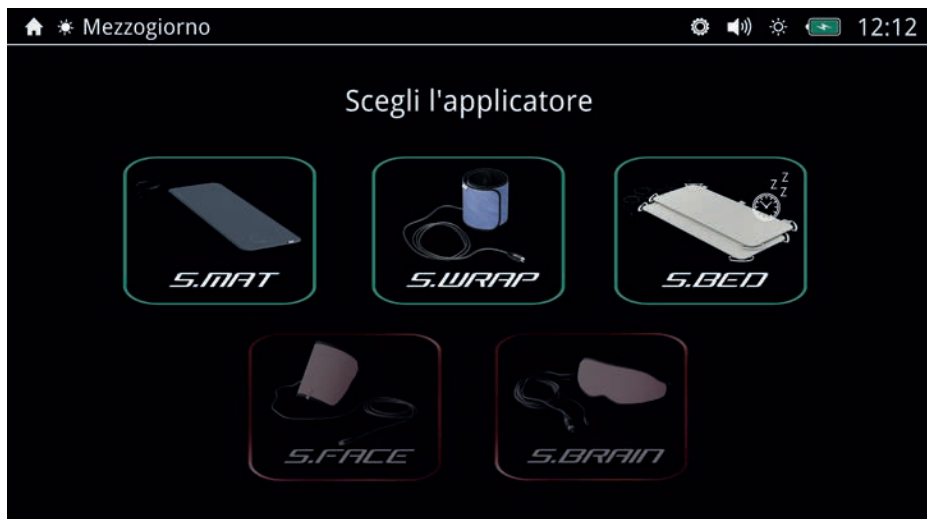 Mezzogiorno 12:12
Scegli l'applicatore
Z Z Z
S.MAT S.WRAP S.BED
S.FACE S.BRAIN